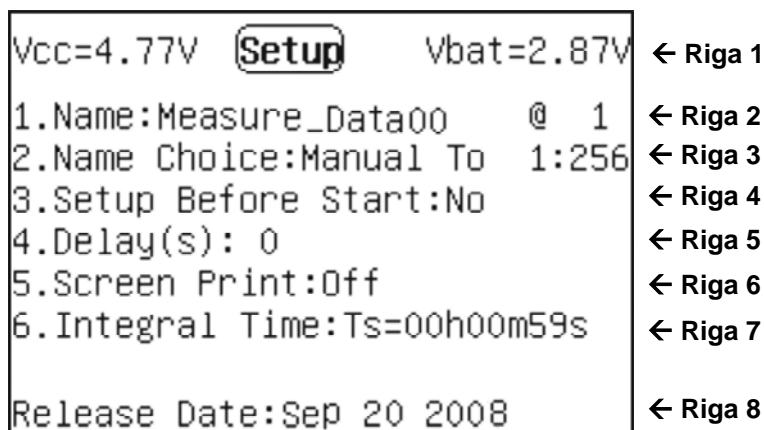 Vcc=4.77V Setup Vbat=2.87V ← Riga 1
1.Name:Measure_Data00 @ 1 ← Riga 2
2.Name Choice:Manual To 1:256 ← Riga 3
3.Setup Before Start:No ← Riga 4
4.Delay(s): 0 ← Riga 5
5.Screen Print:Off ← Riga 6
6.Integral Time:Ts=00h00m59s ← Riga 7
Release Date:Sep 20 2008 ← Riga 8